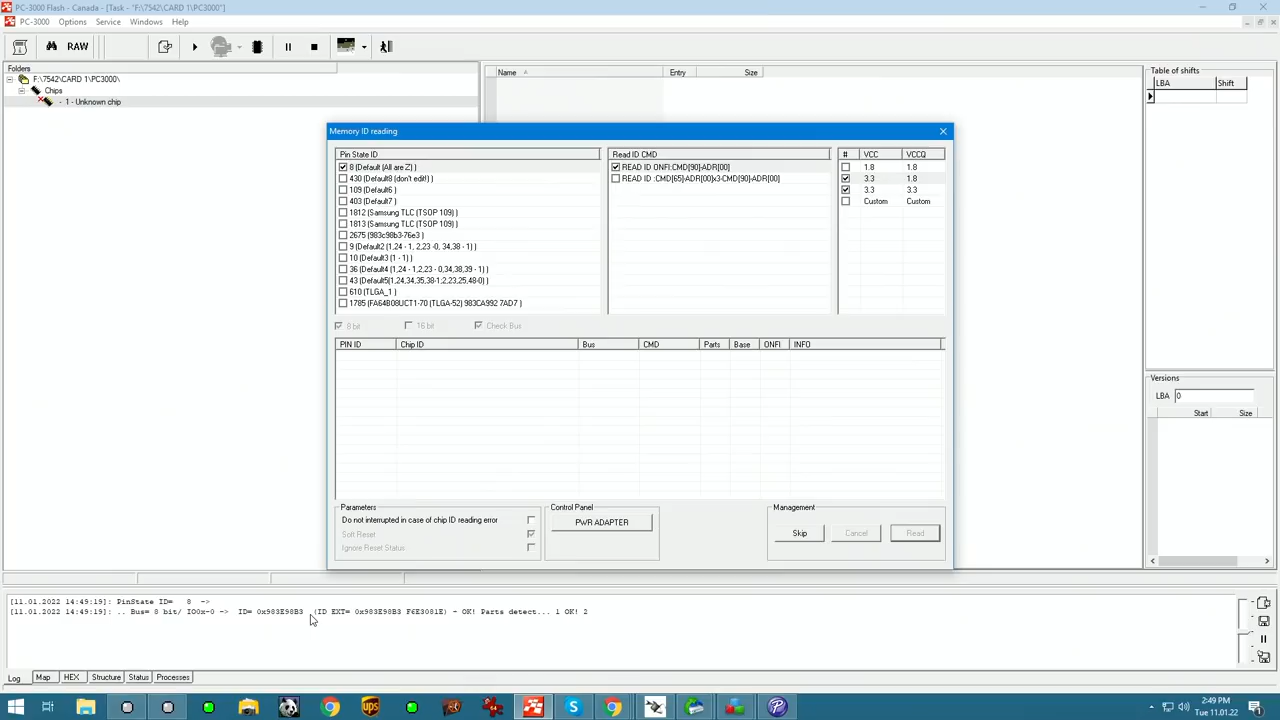 PC-3000 Flash - Canada - [Task - "F:\7542\CARD 1\PC3000"]
PC-3000 Options Service Windows Help
RAW
Folders
F:\7542\CARD 1\PC3000\
Chips
- 1 - Unknown chip
Name Entry Size
Table of shifts
LBA Shift
Memory ID reading
Pin State ID
8 (Default (All are Z) )
430 (Default8 (don't edit!) )
109 (Default6 )
403 (Default7 )
1812 (Samsung TLC (TSOP 109) )
1813 (Samsung TLC (TSOP 109) )
2675 (983c98b3-76e3 )
9 (Default2 (1,24 - 1, 2,23 -0, 34,38 - 1) )
10 (Default3 (1 - 1) )
36 (Default4 (1,24 - 1,2,23 - 0,34,38,39 - 1) )
43 (Default5(1,24,34,35,38-1;2,23,25,48-0) )
610 (TLGA_1 )
1785 (FA64B08UCT1-70 (TLGA-52) 983CA992 7AD7 )
Read ID CMD
READ ID ONFI:CMD[90]-ADR[00]
READ ID :CMD[65]-ADR[00]x3-CMD[90]-ADR[00]
# VCC VCCQ
1.8 1.8
3.3 1.8
3.3 3.3
Custom Custom
8 bit 16 bit Check Bus
PIN ID Chip ID Bus CMD Parts Base ONFI INFO
Parameters
Do not interrupted in case of chip ID reading error
Soft Reset
Ignore Reset Status
Control Panel
PWR ADAPTER
Management
Skip Cancel Read
Versions
LBA 0
Start Size
[11.01.2022 14:49:19]: PinState ID= 8 ->
[11.01.2022 14:49:19]: .. Bus= 8 bit/ IO0x-0 -> ID= 0x983E98B3 (ID EXT= 0x983E98B3 F6E3081E) - OK! Parts detect... 1 OK! 2
Log Map HEX Structure Status Processes
ups
64
S
2:49 PM
Tue 11.01.22
1